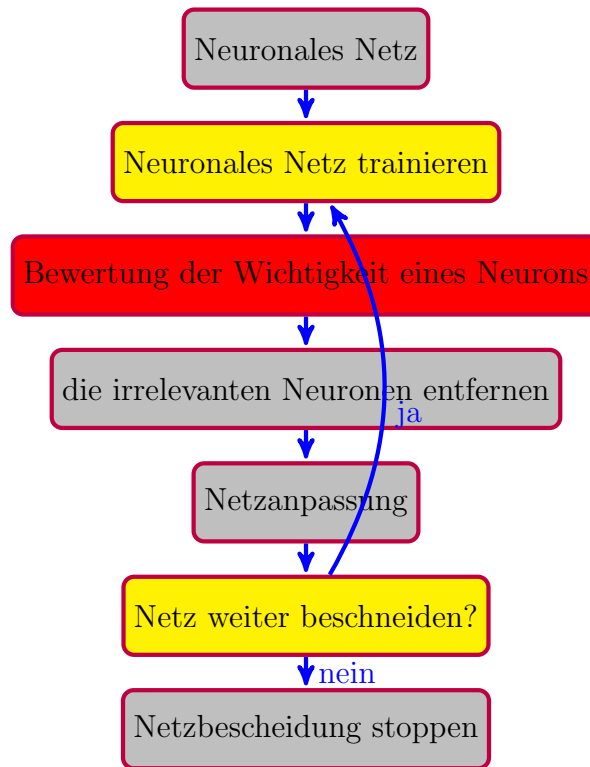 Neuronales Netz
Neuronales Netz trainieren
Bewertung der Wichtigkeit eines Neurons
die irrelevanten Neuronen entfernen
ja
Netzanpassung
Netz weiter beschneiden?
nein
Netzbescheidung stoppen